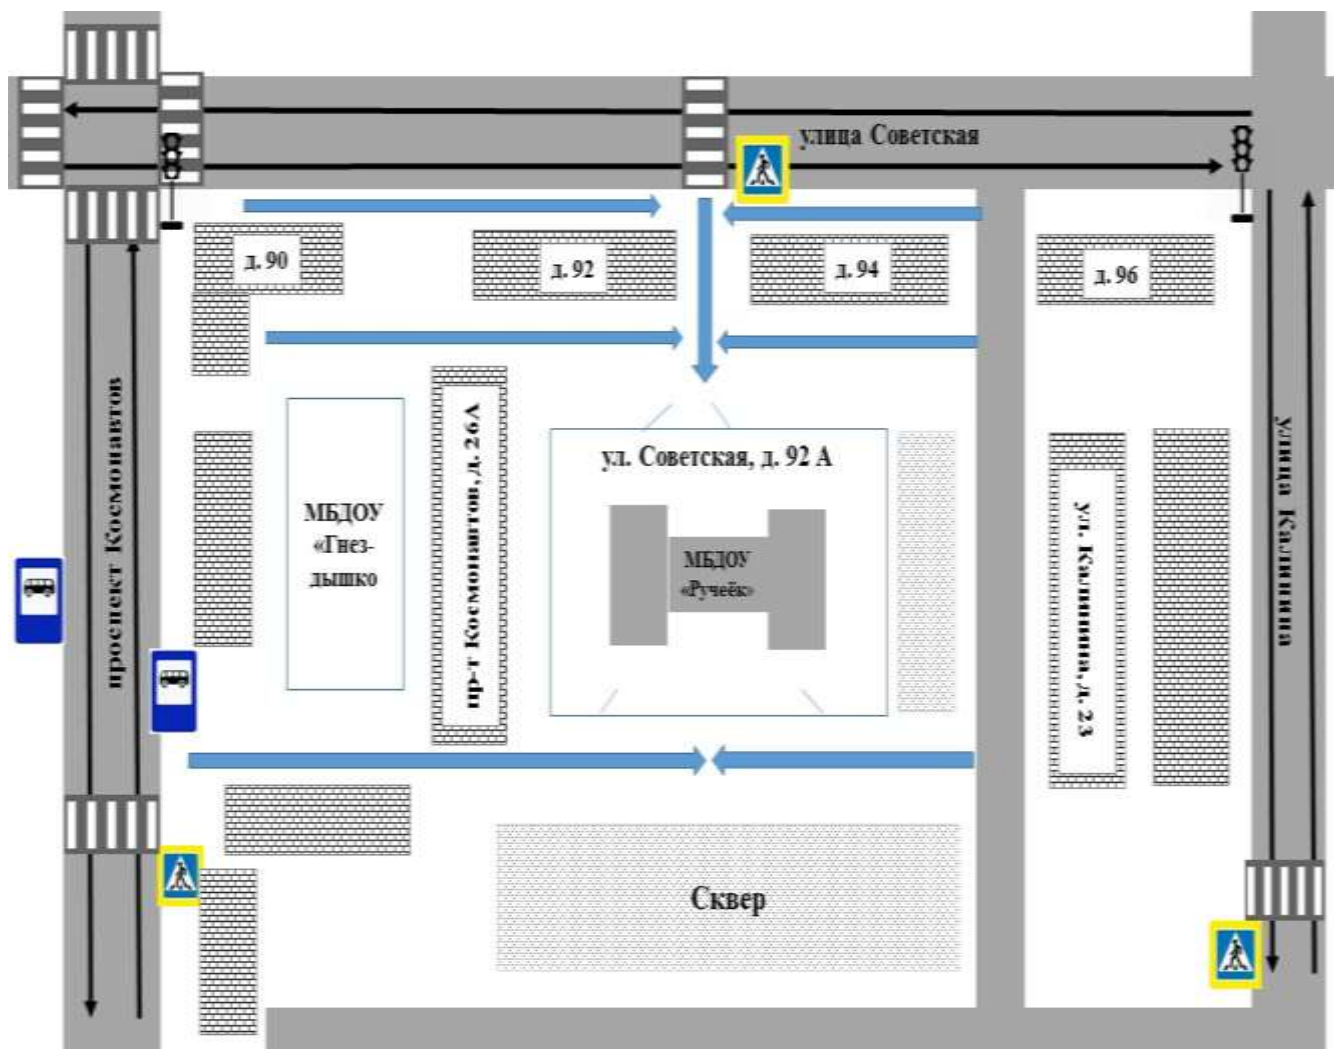 улица Советская
д. 90
д. 92
д. 94
д. 96
проспект Космонавтов
МБДОУ
«Гнез-
дышко
пр-т Космонавтов, д. 26А
ул. Советская, д. 92 А
МБДОУ
«Ручеёк»
ул. Калинина, д. 23
улица Калинина
Сквер